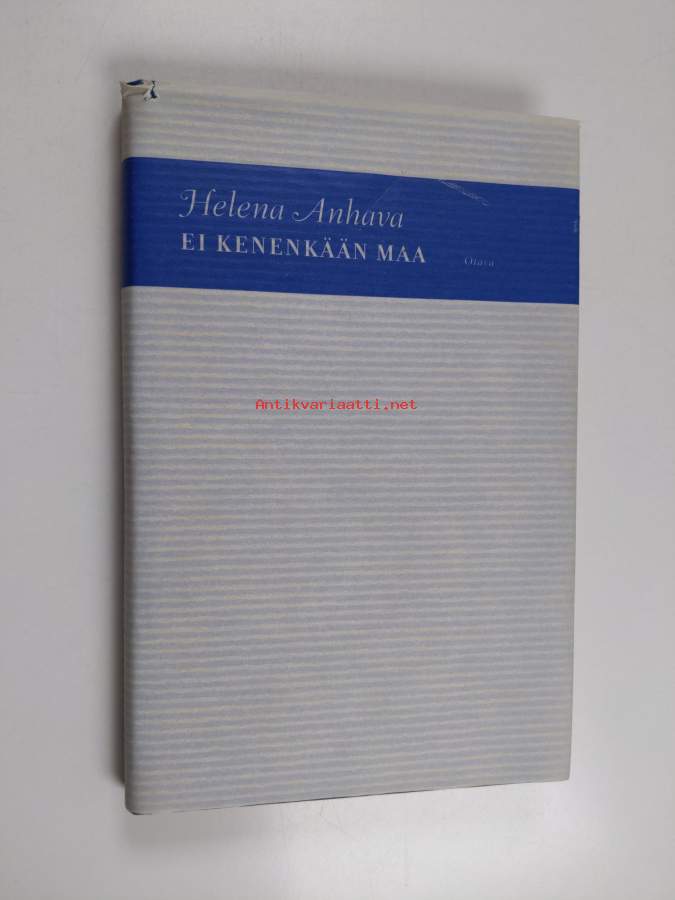 Helena Anhava
EI KENENKÄÄN MAA Otava
Antikvariaatti.net